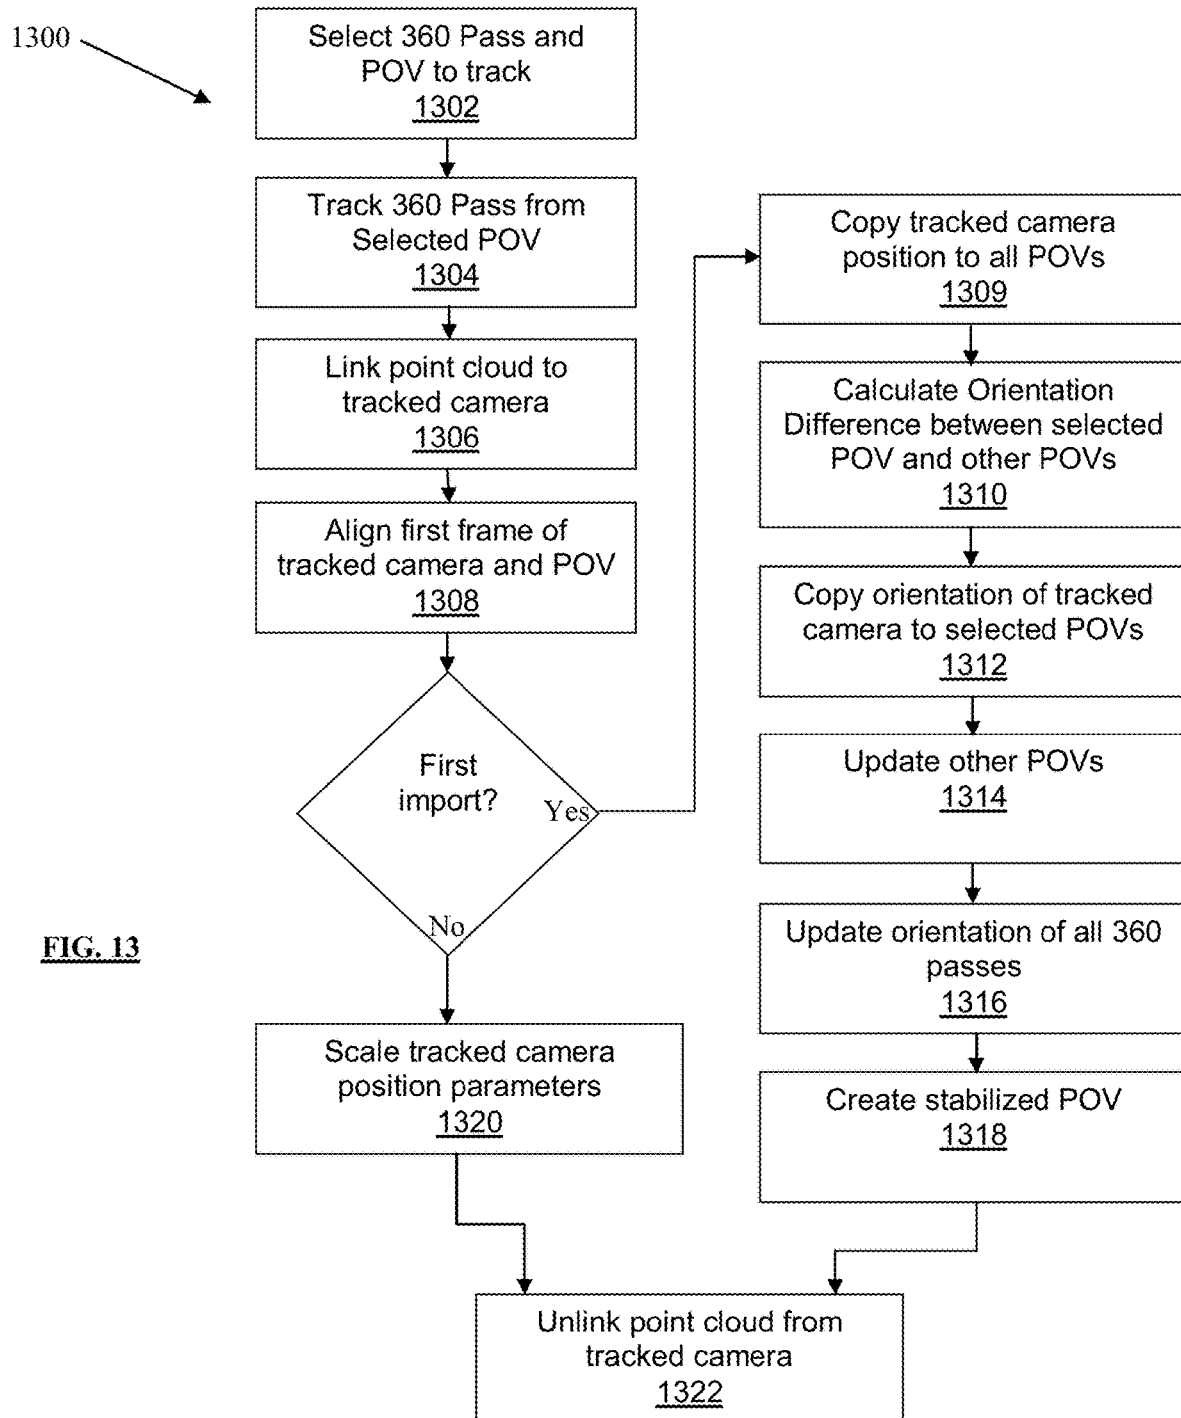 1300
Select 360 Pass and
POV to track
1302
Track 360 Pass from
Selected POV
1304
Link point cloud to
tracked camera
1306
Align first frame of
tracked camera and POV
1308
First
import?
Yes
No
Copy tracked camera
position to all POVs
1309
Calculate Orientation
Difference between selected
POV and other POVs
1310
Copy orientation of tracked
camera to selected POVs
1312
Update other POVs
1314
Update orientation of all 360
passes
1316
Create stabilized POV
1318
FIG. 13
Scale tracked camera
position parameters
1320
Unlink point cloud from
tracked camera
1322